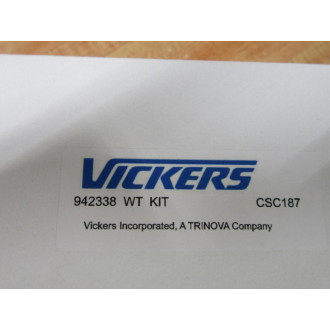 VICKERS
942338 WT KIT CSC187
Vickers Incorporated, A TRINOVA Company